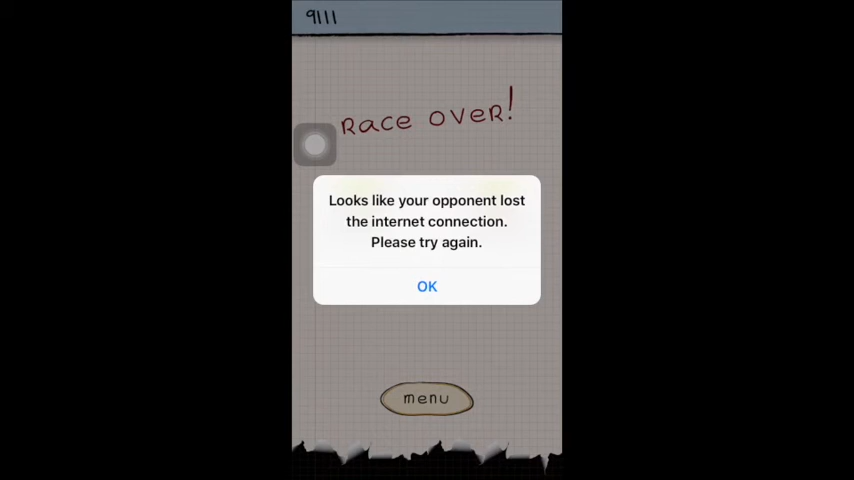 9111
Race over!
Looks like your opponent lost
the internet connection.
Please try again.
OK
menu